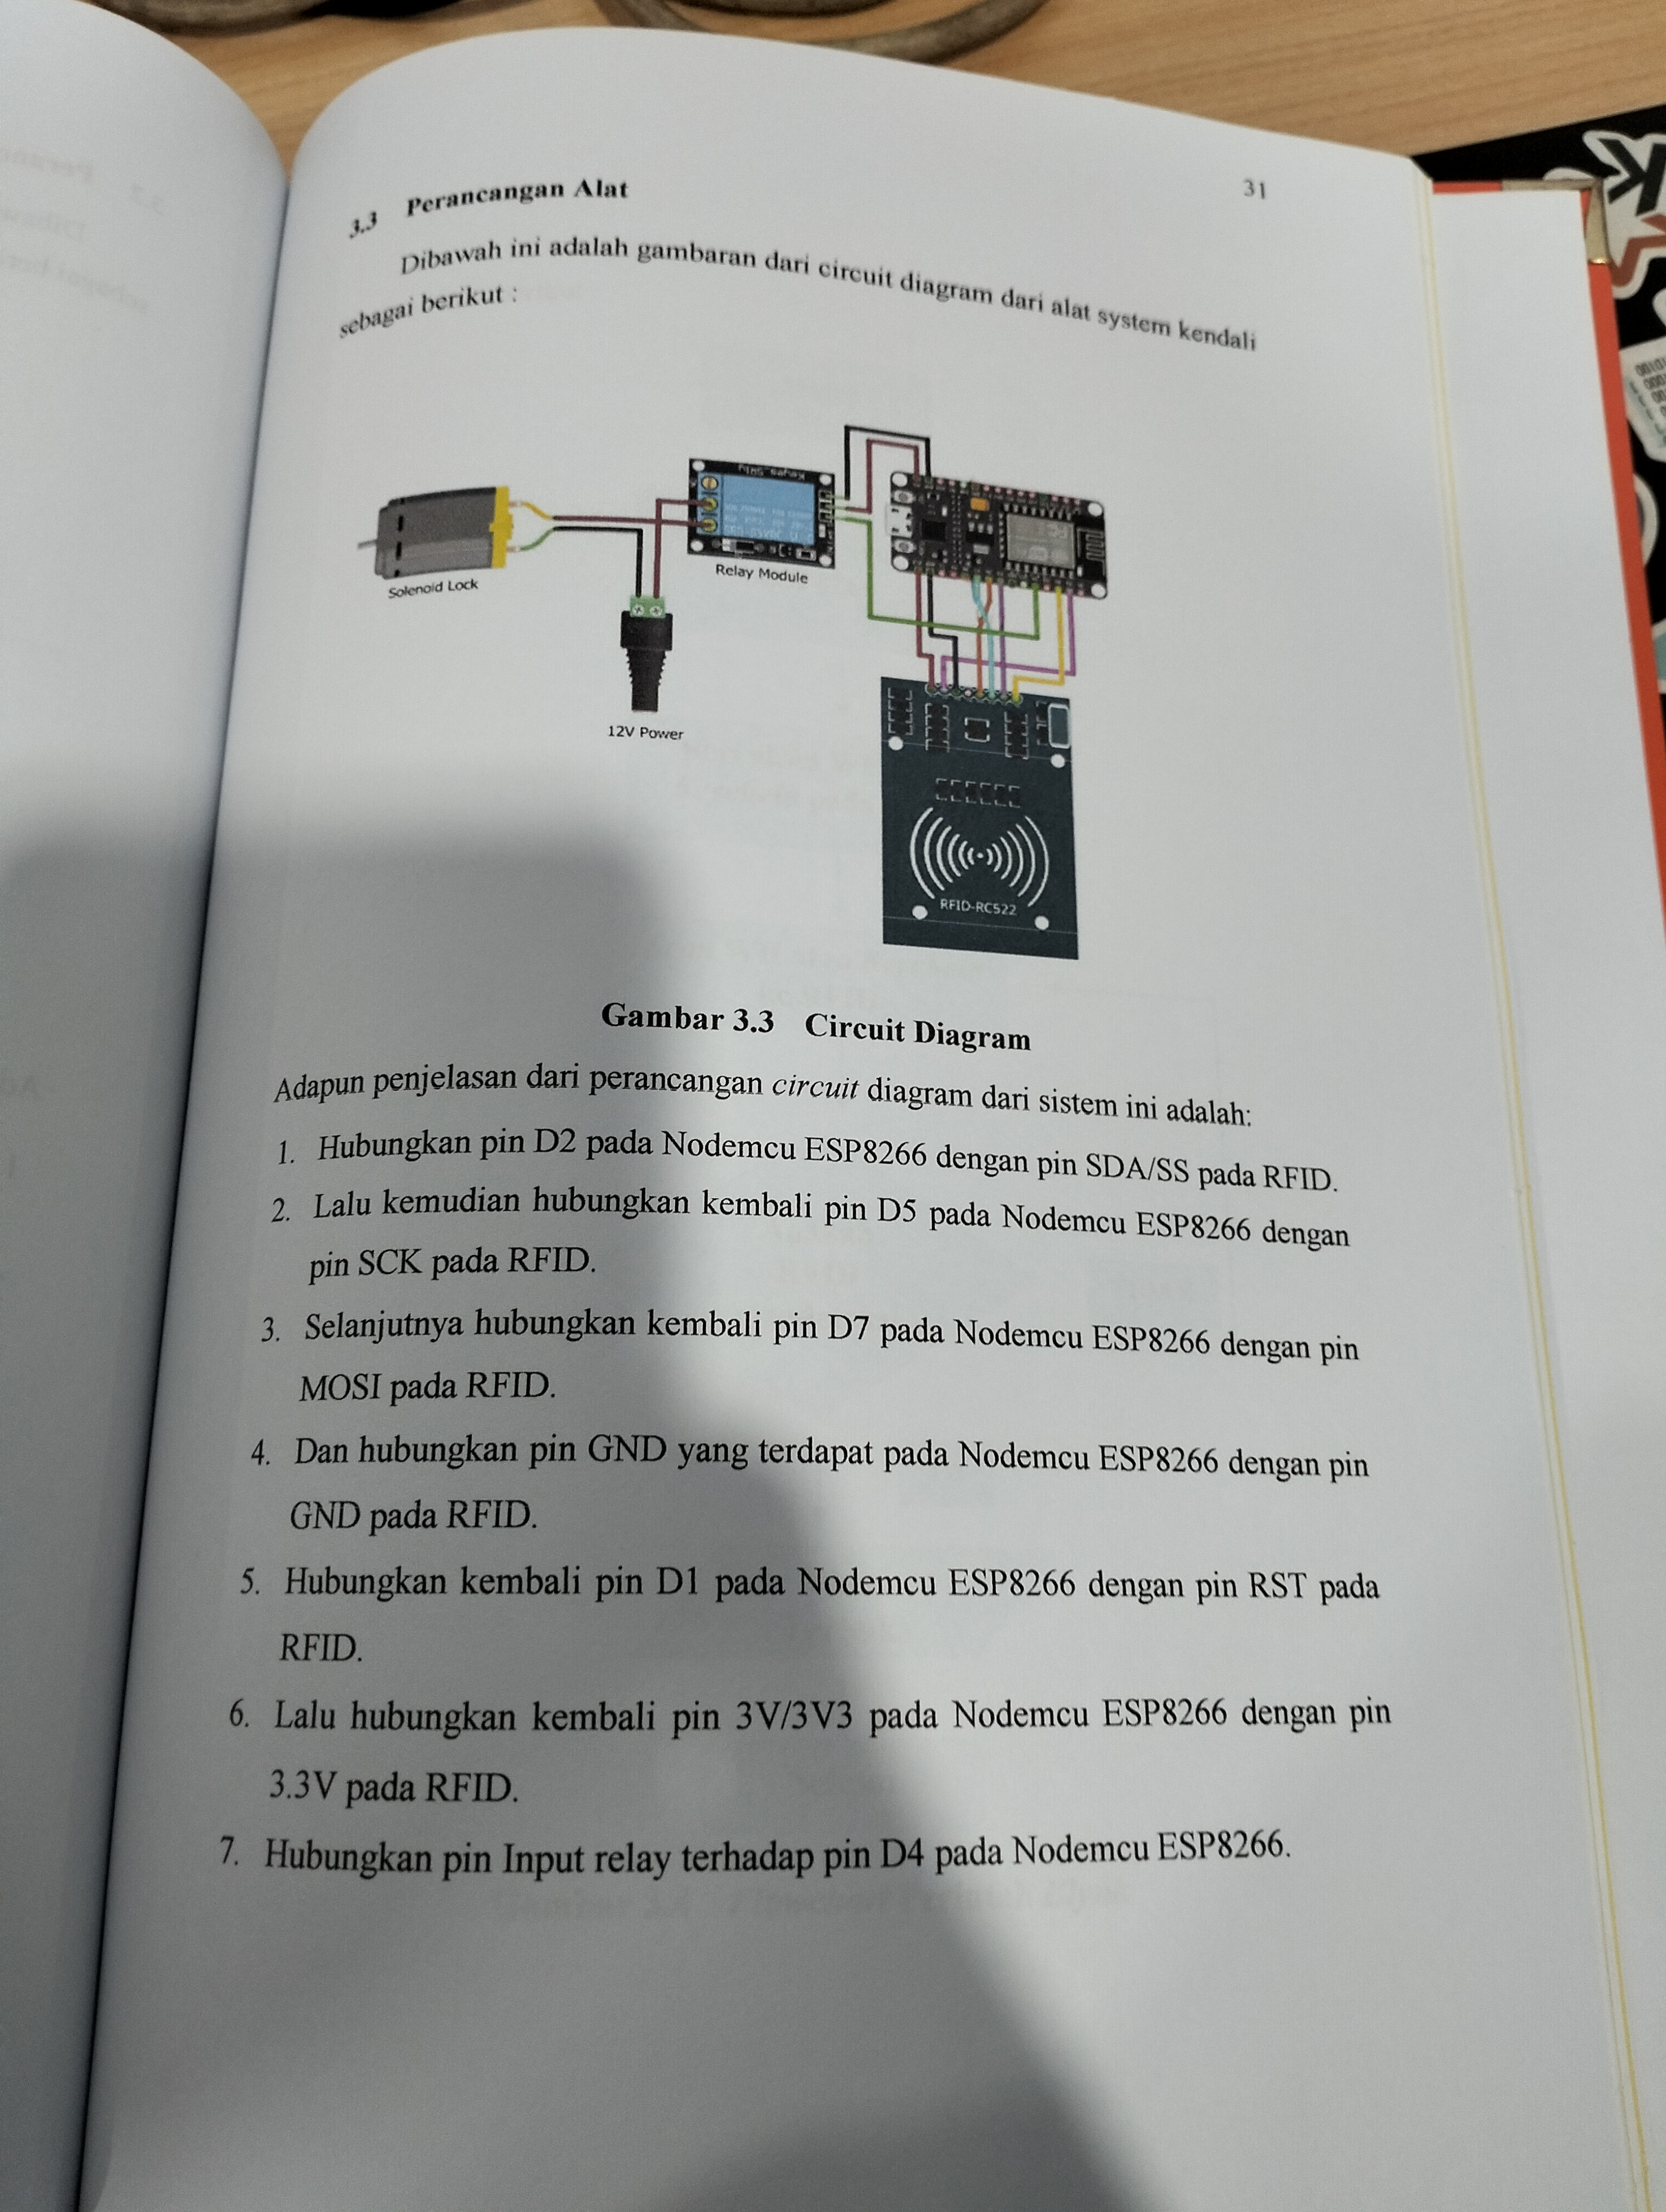 31
3.3 Perancangan Alat
Dibawah ini adalah gambaran dari circuit diagram dari alat system kendali
sebagai berikut :
Solenoid Lock
Relay Module
12V Power
RFID-RC522
Gambar 3.3 Circuit Diagram
Adapun penjelasan dari perancangan circuit diagram dari sistem ini adalah:
1. Hubungkan pin D2 pada Nodemcu ESP8266 dengan pin SDA/SS pada RFID.
2. Lalu kemudian hubungkan kembali pin D5 pada Nodemcu ESP8266 dengan
pin SCK pada RFID.
3. Selanjutnya hubungkan kembali pin D7 pada Nodemcu ESP8266 dengan pin
MOSI pada RFID.
4. Dan hubungkan pin GND yang terdapat pada Nodemcu ESP8266 dengan pin
GND pada RFID.
5. Hubungkan kembali pin D1 pada Nodemcu ESP8266 dengan pin RST pada
RFID.
6. Lalu hubungkan kembali pin 3V/3V3 pada Nodemcu ESP8266 dengan pin
3.3V pada RFID.
7. Hubungkan pin Input relay terhadap pin D4 pada Nodemcu ESP8266.